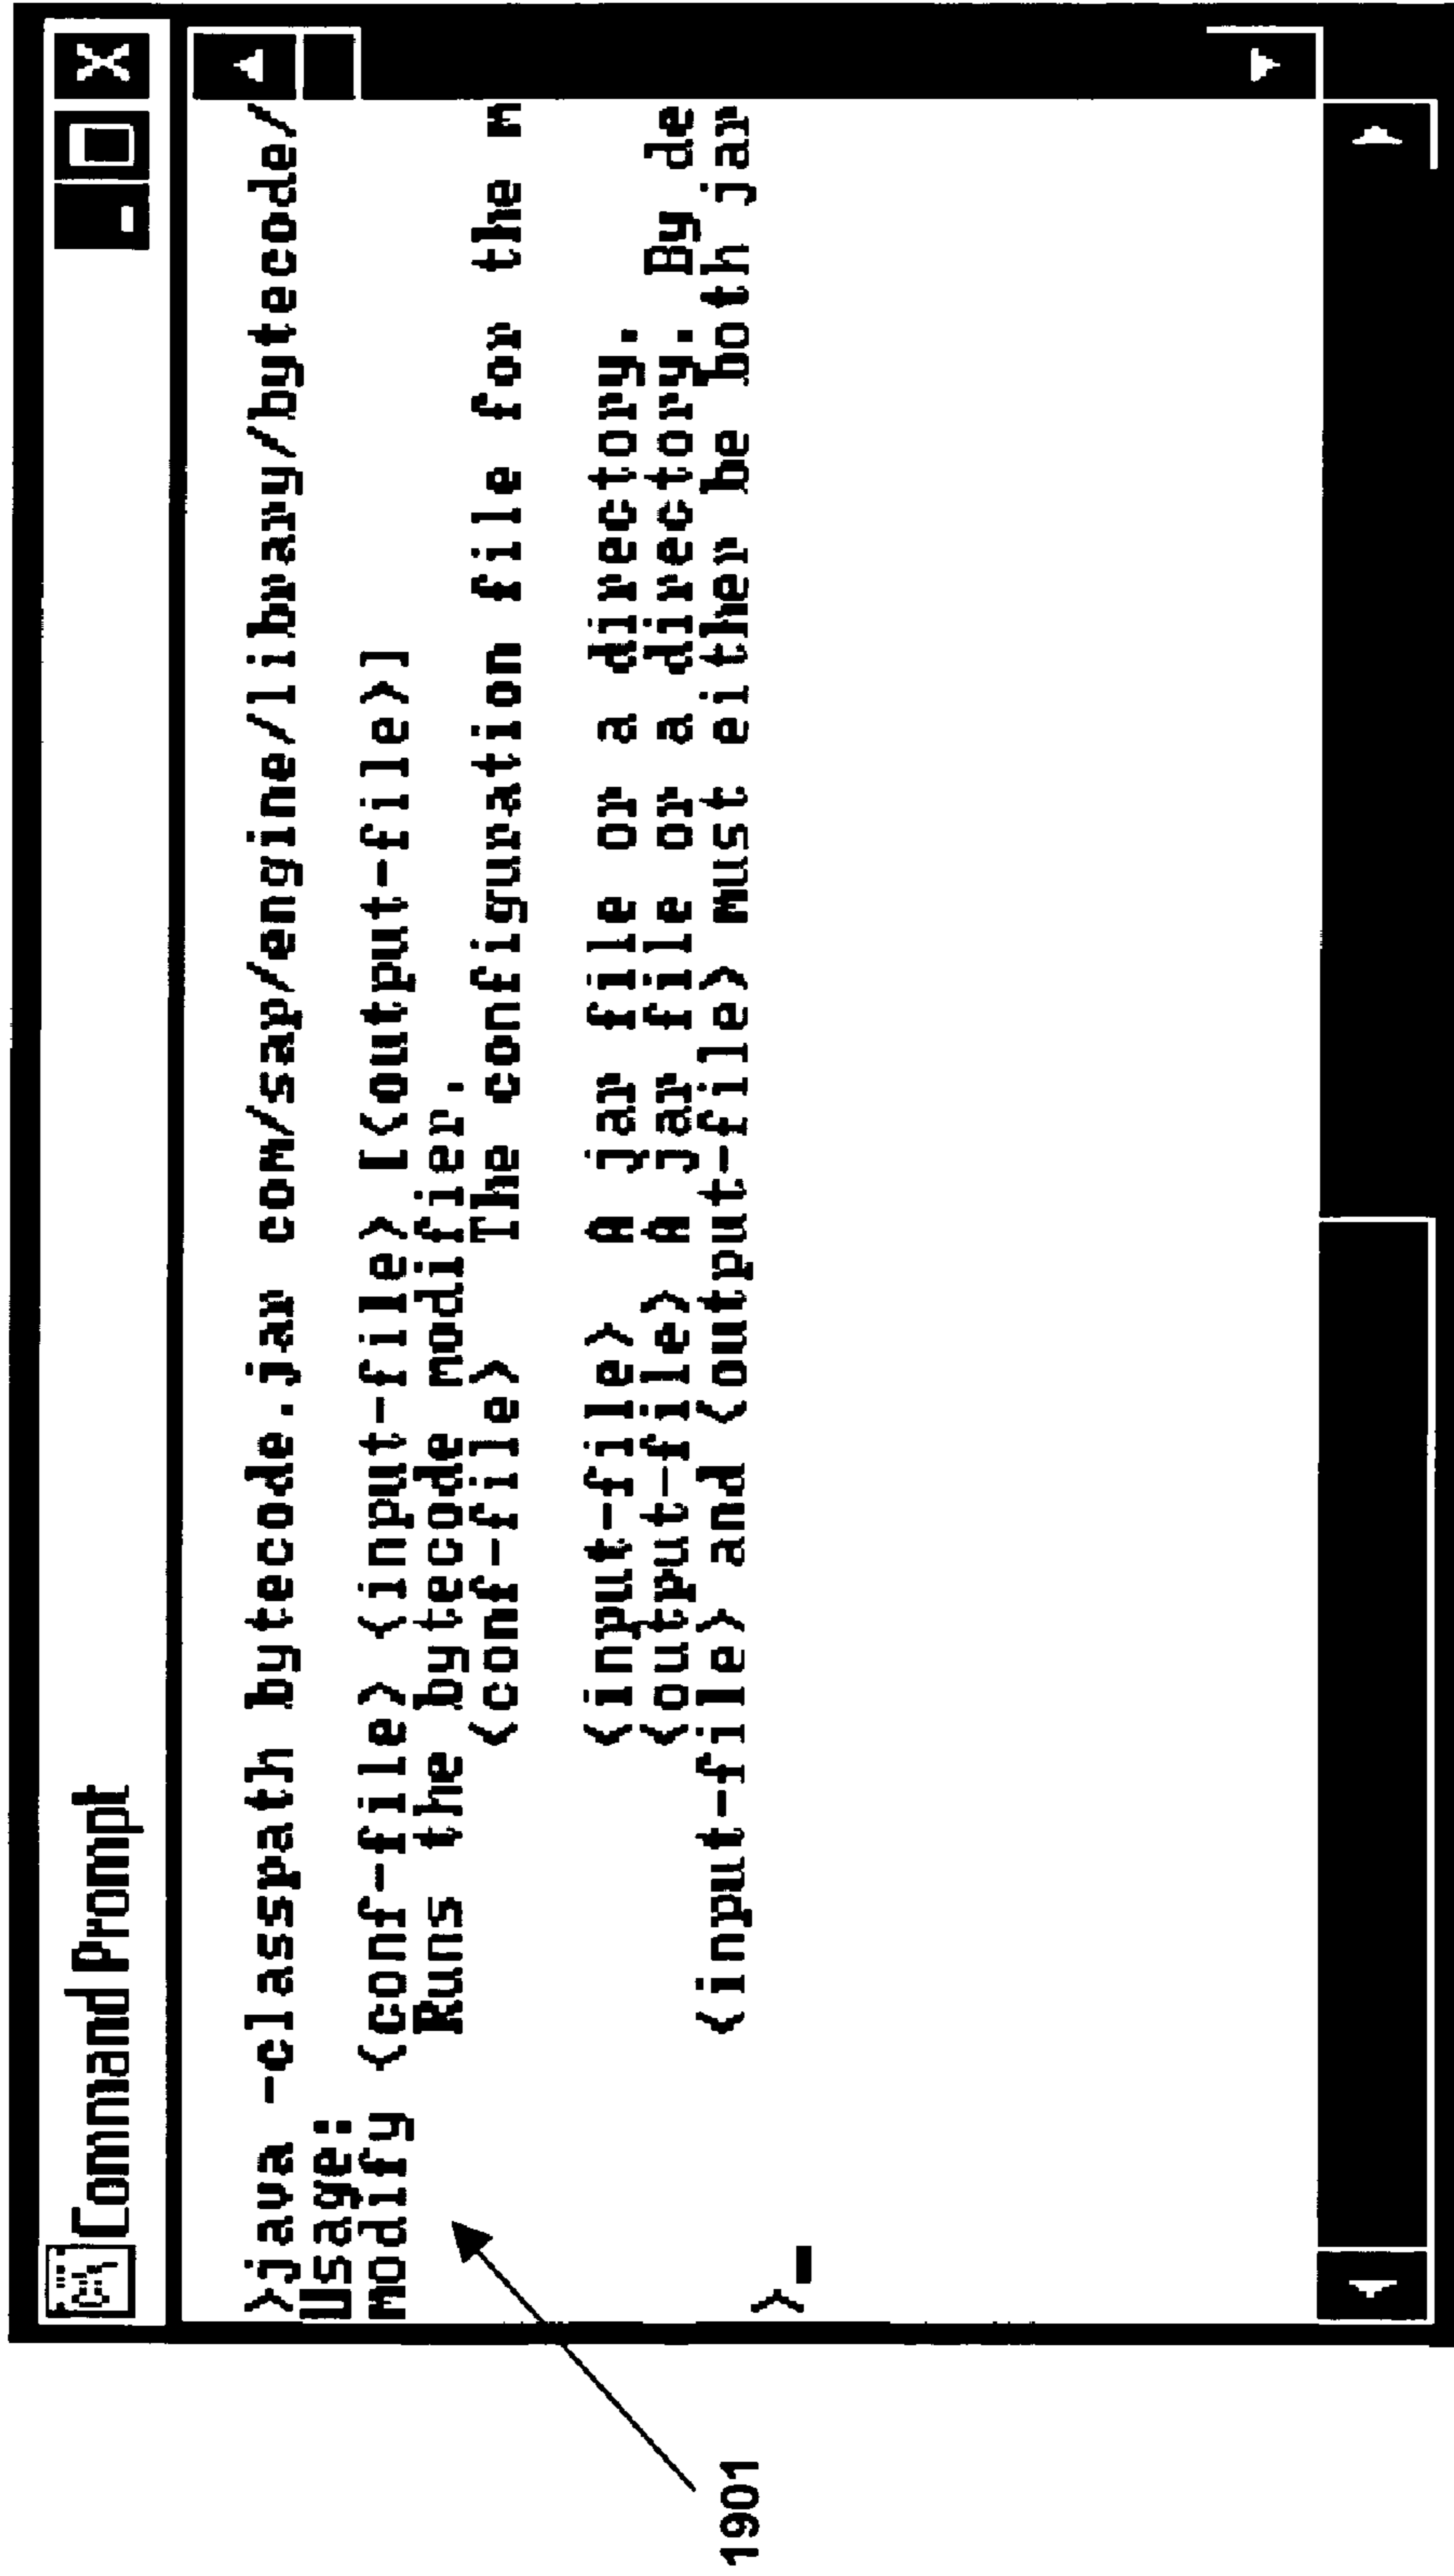 Command Prompt
>java -classpath bytecode.jar com/sap/engine/library/bytecode/
Usage:
modify <conf-file> <input-file> [<output-file>]
Runs the bytecode modifier.
<conf-file> The configuration file for the m
<input-file> A jar file or a directory.
<output-file> A jar file or a directory. By de
<input-file> and <output-file> must either be both jar
>_
1901